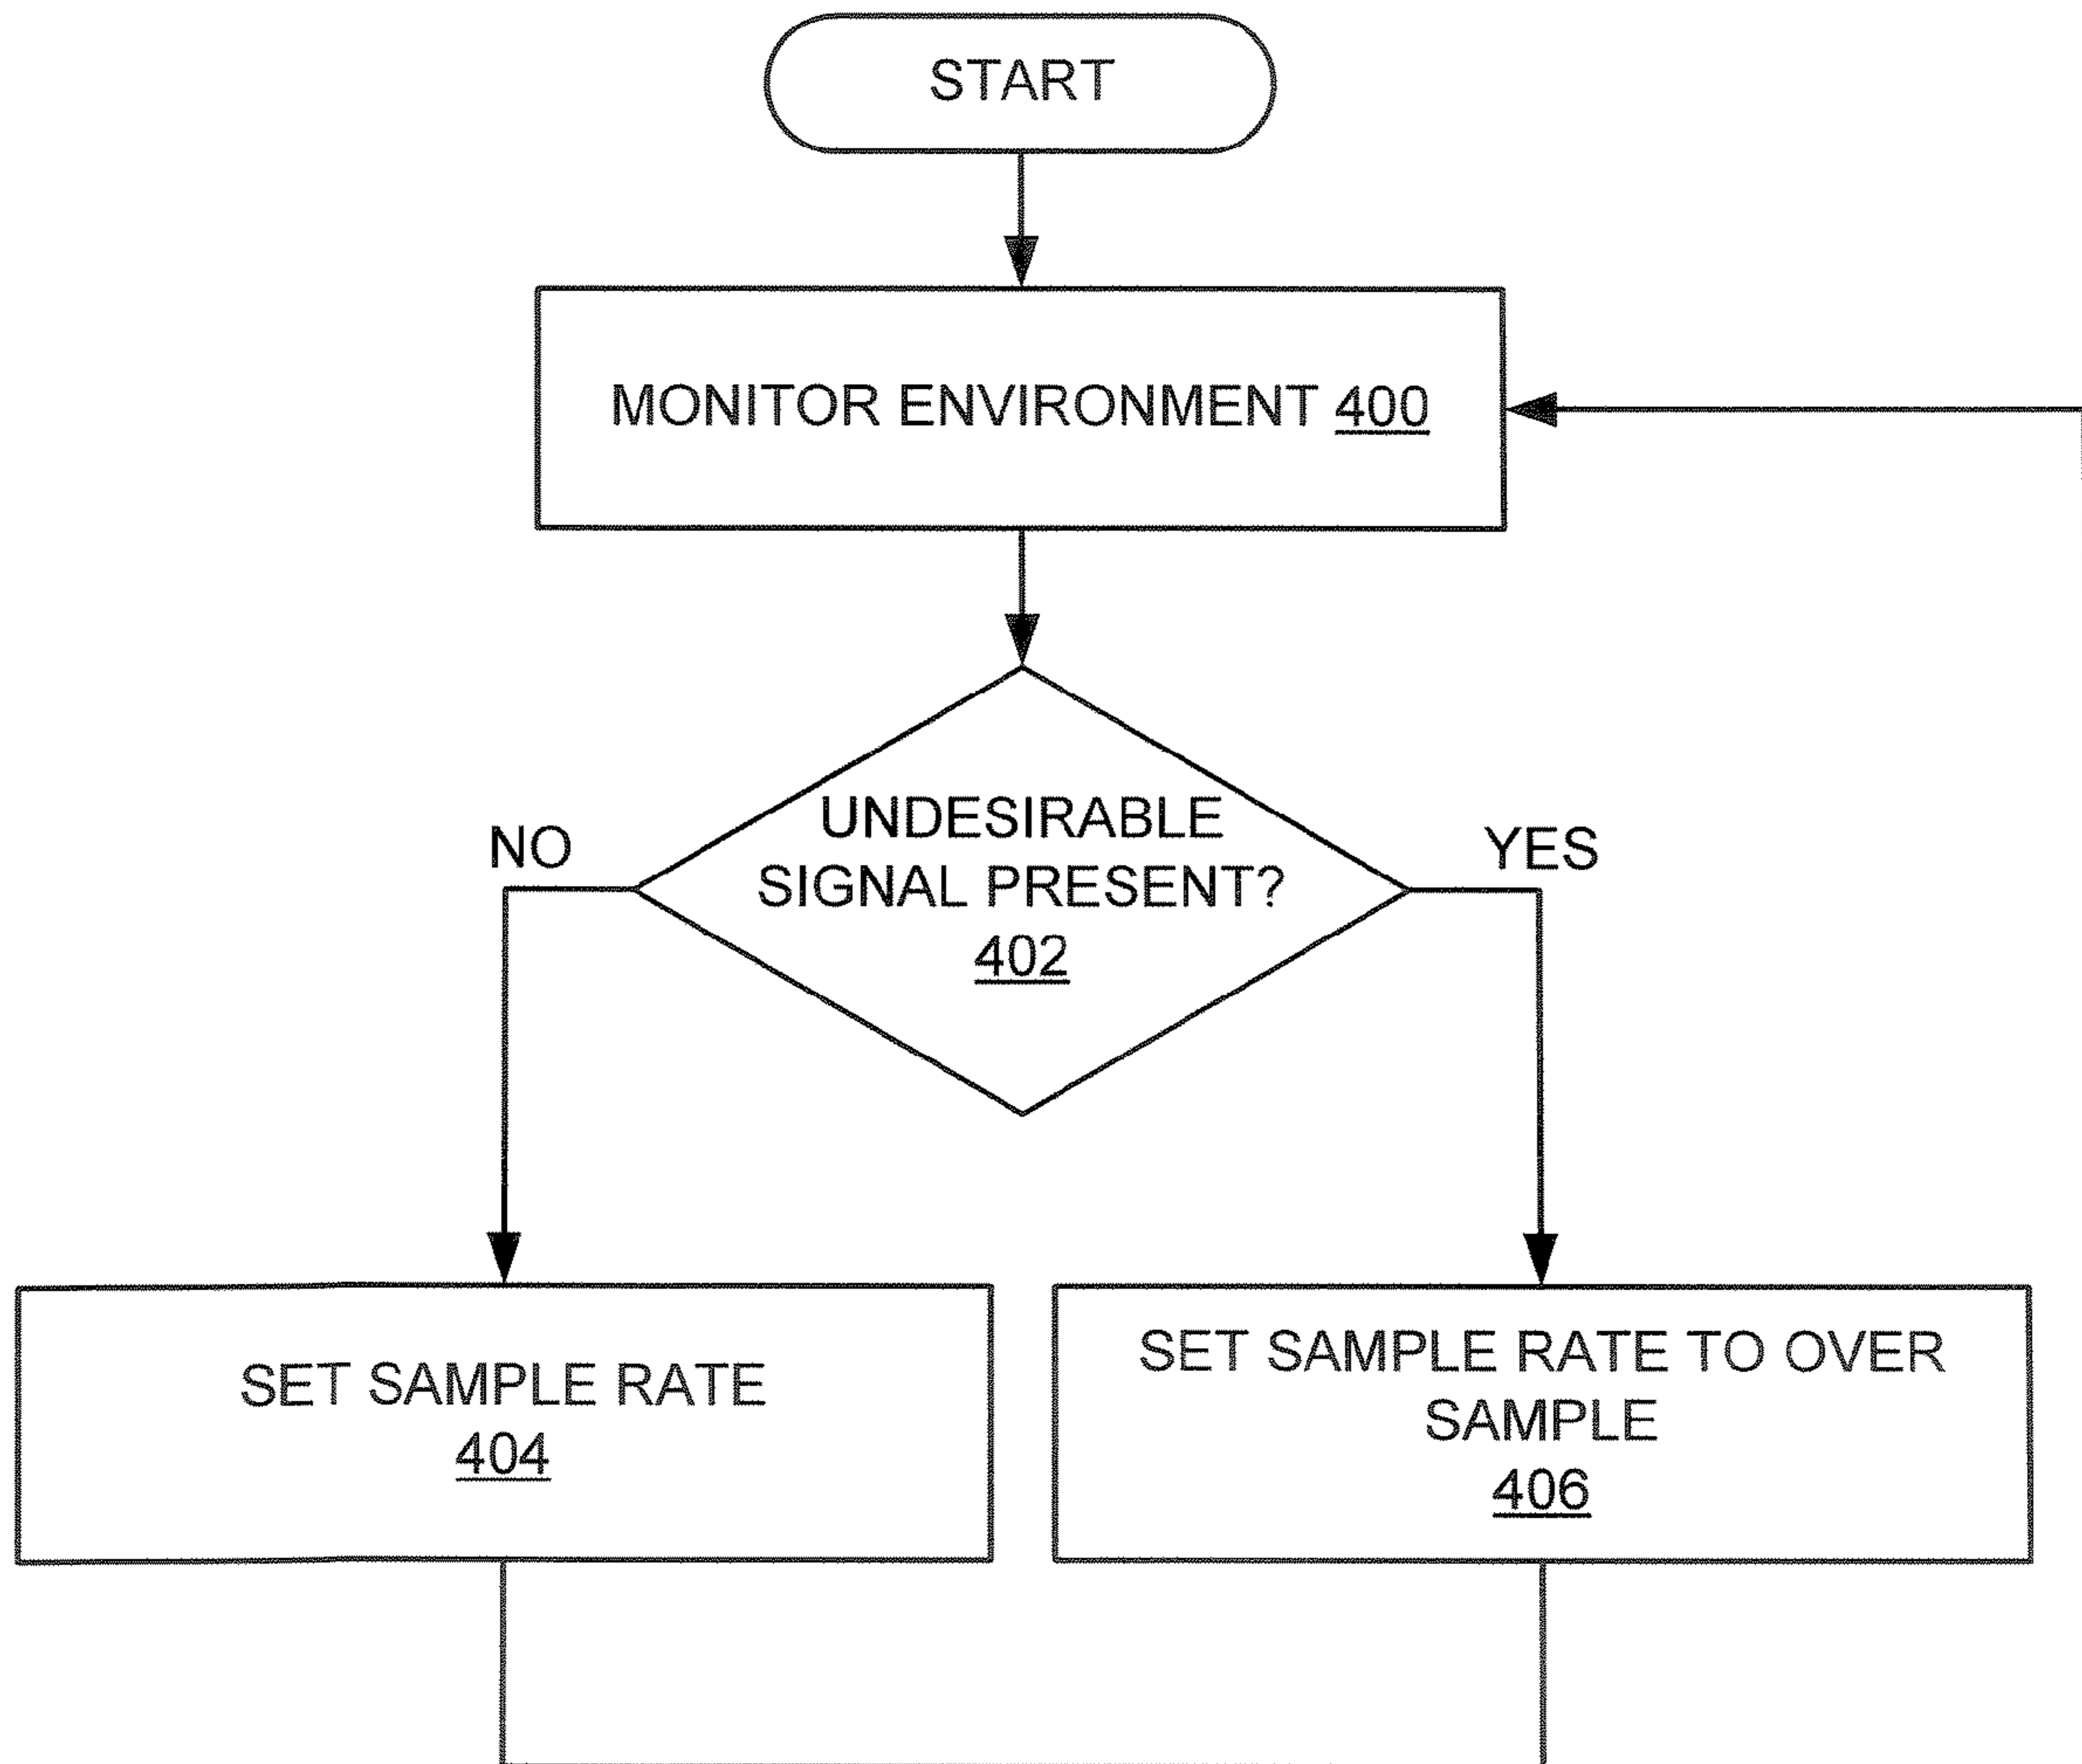 START
MONITOR ENVIRONMENT 400
UNDESIRABLE
SIGNAL PRESENT?
402
NO
YES
SET SAMPLE RATE
404
SET SAMPLE RATE TO OVER
SAMPLE
406